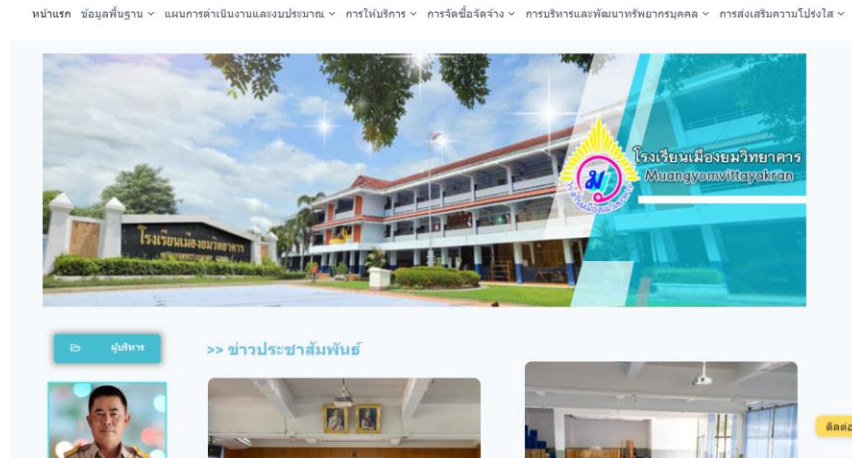 หน้าแรก ข้อมูลพื้นฐาน แผนการดำเนินงานและงบประมาณ การให้บริการ การจัดซื้อจัดจ้าง การบริหารและพัฒนาทรัพยากรบุคคล การส่งเสริมความโปร่งใส
โรงเรียนเมืองยมวิทยาคาร
Muangyomvittayakran
มว
โรงเรียนเมืองยมวิทยาคาร
ผู้บริหาร
>> ข่าวประชาสัมพันธ์
ติดต่อ